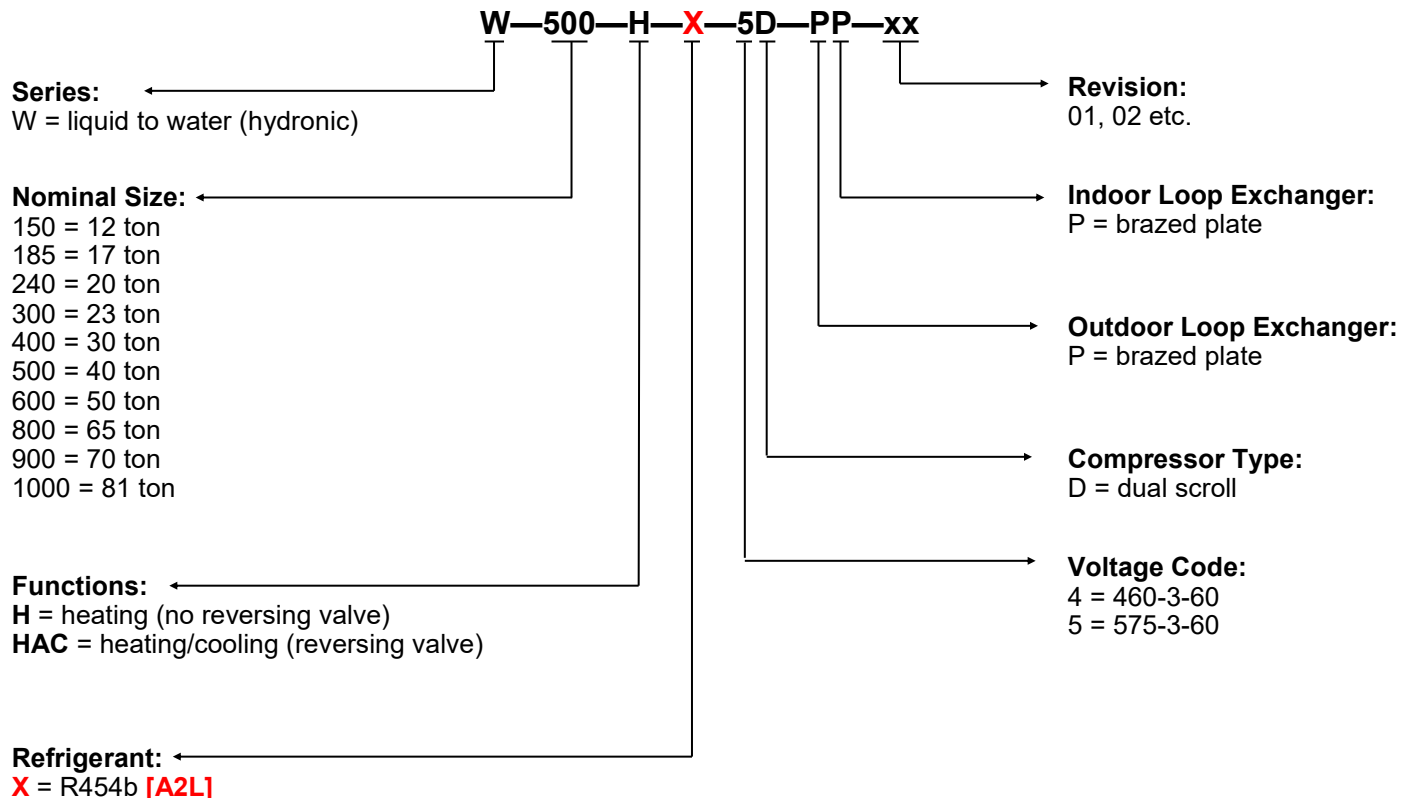 W—500—H—X—5D—PP—xx
Series:
W = liquid to water (hydronic)
Nominal Size:
150 = 12 ton
185 = 17 ton
240 = 20 ton
300 = 23 ton
400 = 30 ton
500 = 40 ton
600 = 50 ton
800 = 65 ton
900 = 70 ton
1000 = 81 ton
Functions:
H = heating (no reversing valve)
HAC = heating/cooling (reversing valve)
Refrigerant:
X = R454b [A2L]
Revision:
01, 02 etc.
Indoor Loop Exchanger:
P = brazed plate
Outdoor Loop Exchanger:
P = brazed plate
Compressor Type:
D = dual scroll
Voltage Code:
4 = 460-3-60
5 = 575-3-60